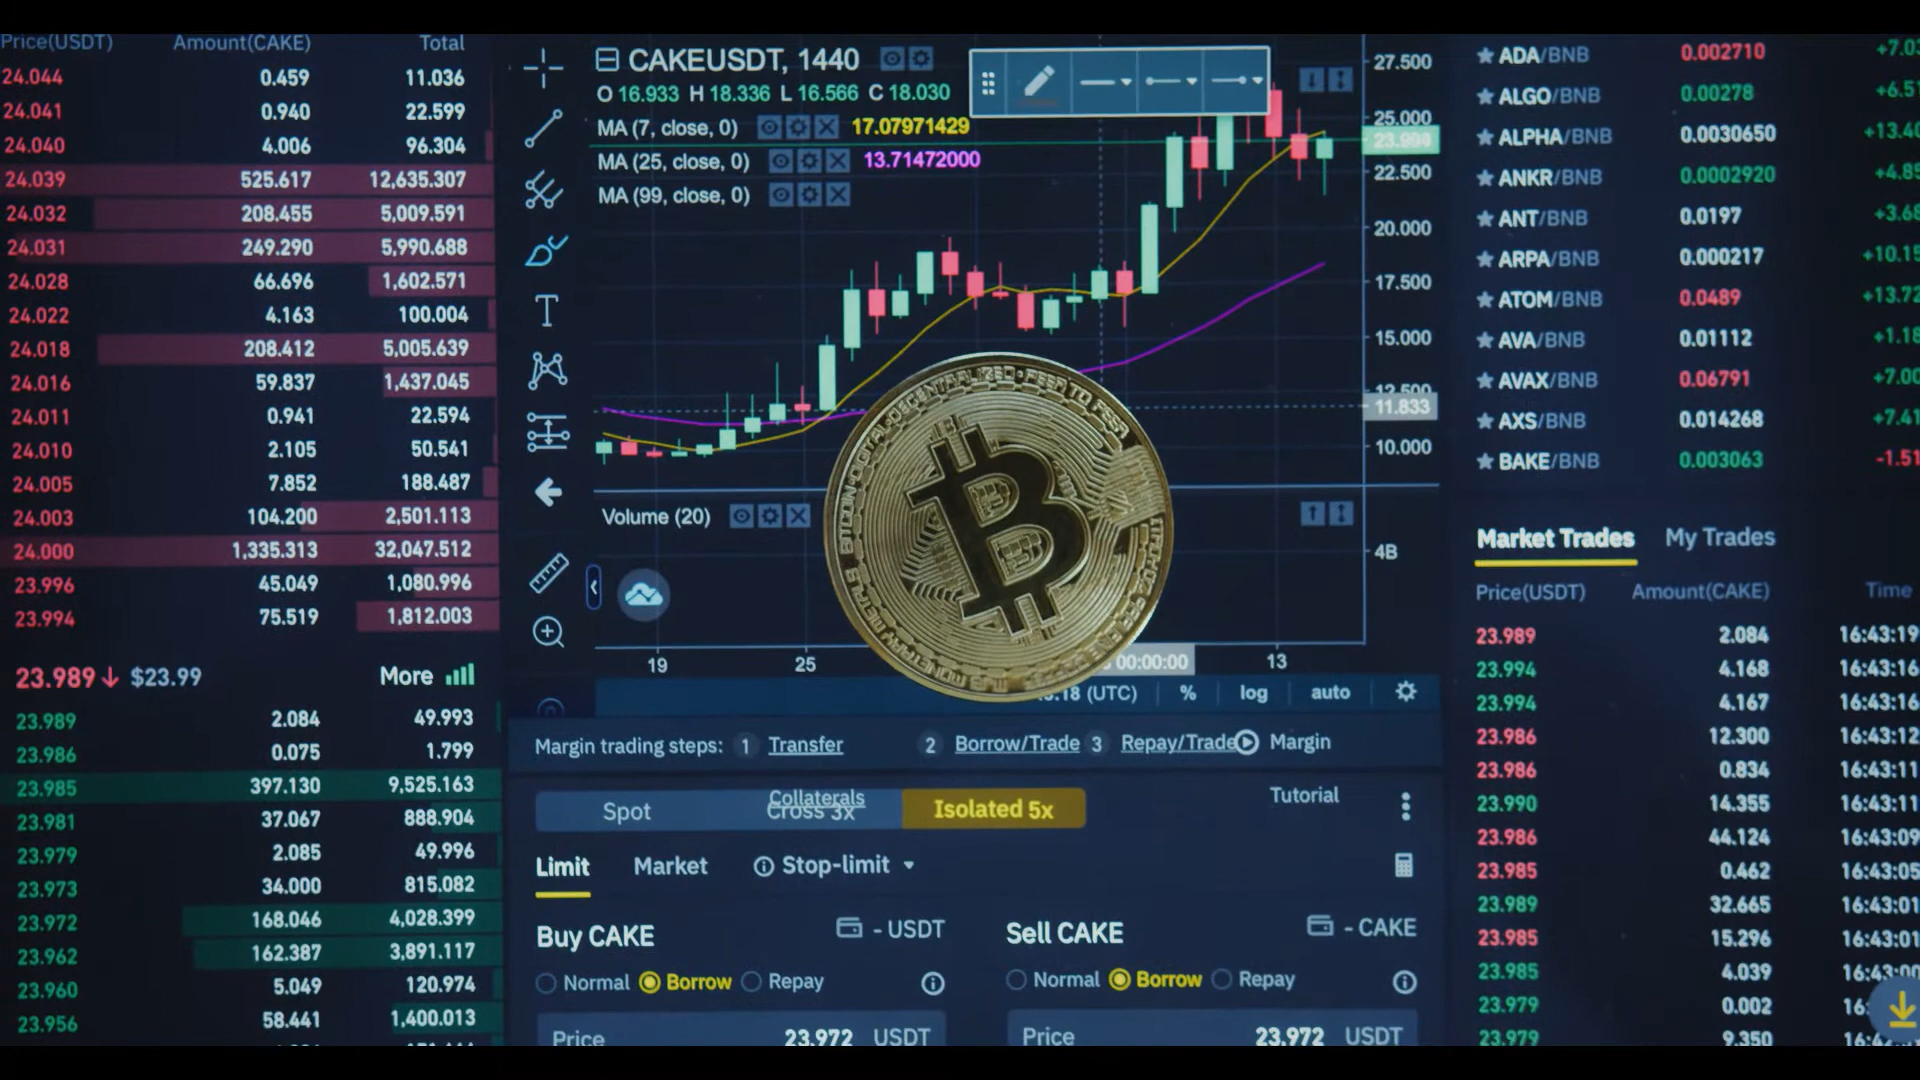 Price(USDT) Amount(CAKE) Total
24.044 0.459 11.036
24.041 0.940 22.599
24.040 4.006 96.304
24.039 525.617 12,635.307
24.032 208.455 5,009.591
24.031 249.290 5,990.688
24.028 66.696 1,602.571
24.022 4.163 100.004
24.018 208.412 5,005.639
24.016 59.837 1,437.045
24.011 0.941 22.594
24.010 2.105 50.541
24.005 7.852 188.487
24.003 104.200 2,501.113
24.000 1,335.313 32,047.512
23.996 45.049 1,080.996
23.994 75.519 1,812.003
23.989 $23.99 More
23.989 2.084 49.993
23.986 0.075 1.799
23.985 397.130 9,525.163
23.981 37.067 888.904
23.979 2.085 49.996
23.973 34.000 815.082
23.972 168.046 4,028.399
23.962 162.387 3,891.117
23.960 5.049 120.974
23.956 58.441 1,400.013
CAKEUSDT, 1440
O 16.933 H 18.336 L 16.566 C 18.030
MA (7, close, 0) 17.07971429
MA (25, close, 0) 13.71472000
MA (99, close, 0)
27.500
25.000
22.500
20.000
17.500
15.000
12.500
11.833
10.000
Volume (20)
4B
BITCOIN DIGITAL DECENTRALIZED PEER TO PEER
19 25 00:00:00 13
(UTC) % log auto
Margin trading steps: 1 Transfer 2 Borrow/Trade 3 Repay/Trade Margin
Collaterals Tutorial
Spot Cross 3x Isolated 5x
Limit Market Stop-limit
Buy CAKE - USDT Sell CAKE - CAKE
Normal Borrow Repay Normal Borrow Repay
Price 23.972 USDT Price 23.972 USDT
ADA/BNB 0.002710
ALGO/BNB 0.00278
ALPHA/BNB 0.0030650
ANKR/BNB 0.0002920
ANT/BNB 0.0197
ARPA/BNB 0.000217
ATOM/BNB 0.0489
AVA/BNB 0.01112
AVAX/BNB 0.06791
AXS/BNB 0.014268
BAKE/BNB 0.003063
Market Trades My Trades
Price(USDT) Amount(CAKE) Time
23.989 2.084 16:43:19
23.994 4.168 16:43:16
23.994 4.167 16:43:16
23.986 12.300 16:43:12
23.986 0.834 16:43:11
23.990 14.355 16:43:11
23.986 44.124 16:43:09
23.985 0.462 16:43:05
23.989 32.665 16:43:01
23.985 15.296 16:43:01
23.985 4.039 16:43:00
23.979 0.002 16:
23.979 9.350